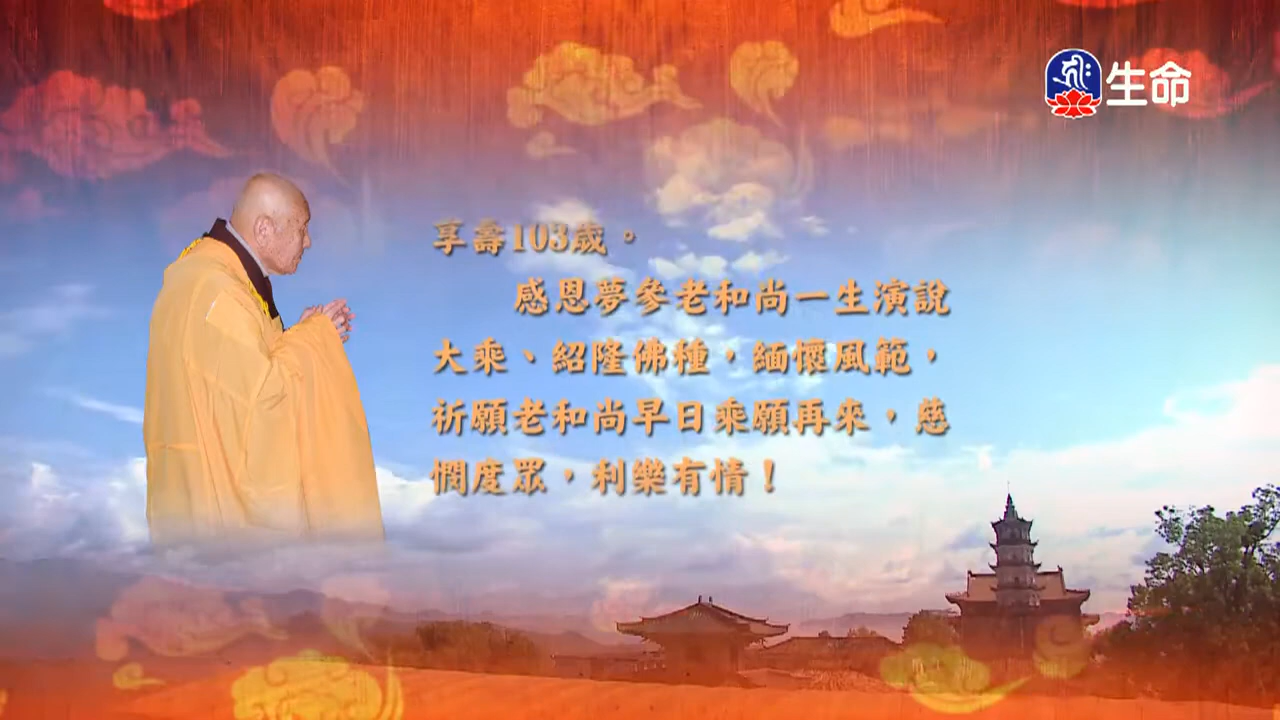 生命
享壽103歲。
感恩夢參老和尚一生演說
大乘、紹隆佛種，緬懷風範，
祈願老和尚早日乘願再來，慈
憫度眾，利樂有情！